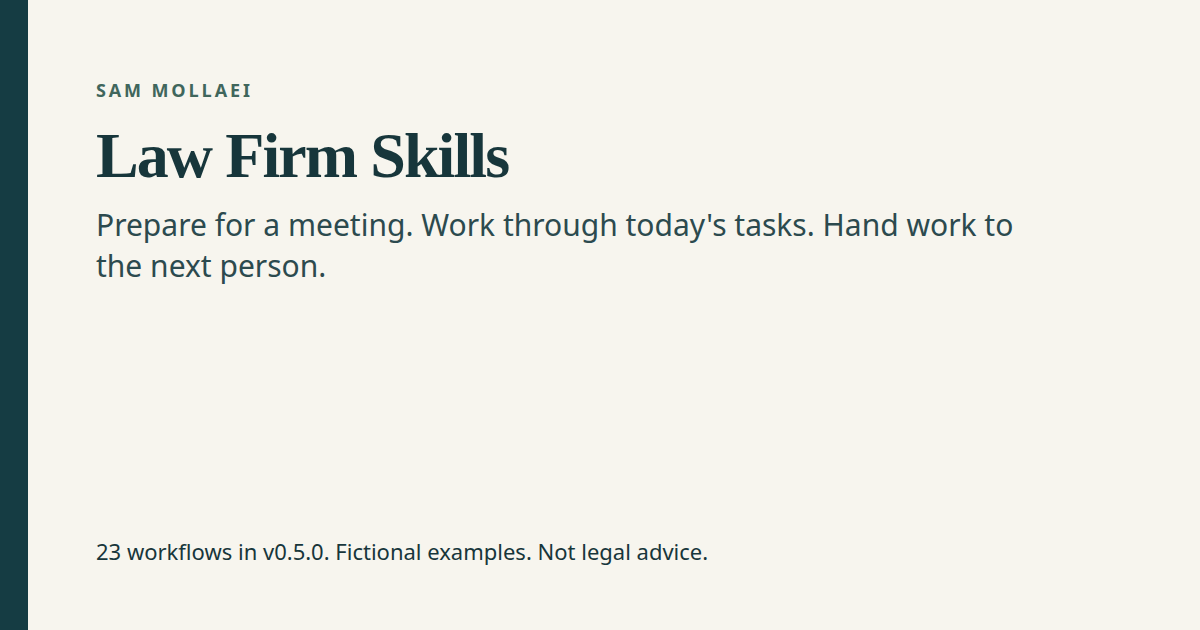 SAM MOLLAEI
Law Firm Skills
Prepare for a meeting. Work through today's tasks. Hand work to
the next person.
23 workflows in v0.5.0. Fictional examples. Not legal advice.